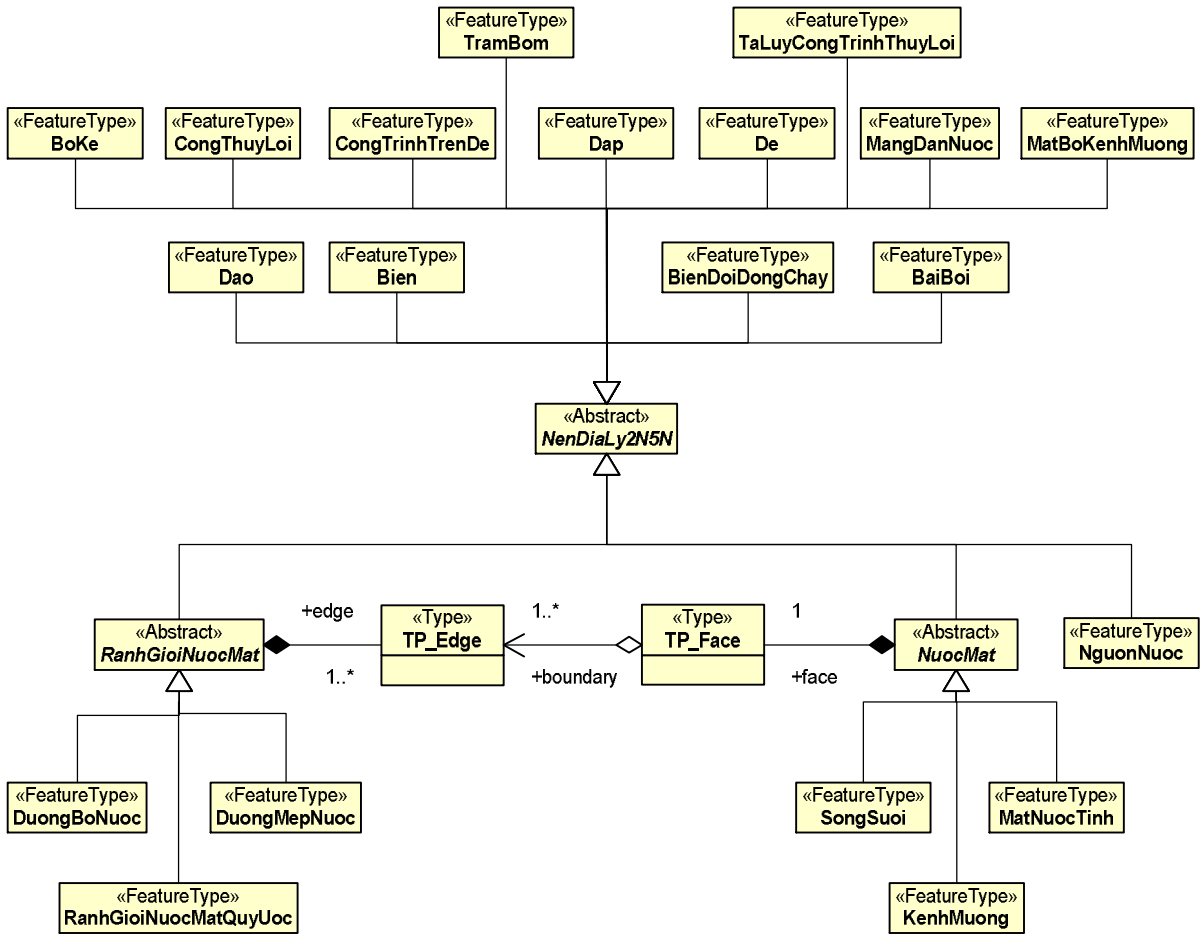 «FeatureType»
TramBom
«FeatureType»
TaLuyCongTrinhThuyLoi
«FeatureType»
BoKe
«FeatureType»
CongThuyLoi
«FeatureType»
CongTrinhTrenDe
«FeatureType»
Dap
«FeatureType»
De
«FeatureType»
MangDanNuoc
«FeatureType»
MatBoKenhMuong
«FeatureType»
Dao
«FeatureType»
Bien
«FeatureType»
BienDoiDongChay
«FeatureType»
BaiBoi
«Abstract»
NenDiaLy2N5N
«Abstract»
RanhGioiNuocMat
+edge
1..*
«Type»
TP_Edge
1..*
+boundary
«Type»
TP_Face
1
+face
«Abstract»
NuocMat
«FeatureType»
NguonNuoc
«FeatureType»
DuongBoNuoc
«FeatureType»
DuongMepNuoc
«FeatureType»
SongSuoi
«FeatureType»
MatNuocTinh
«FeatureType»
RanhGioiNuocMatQuyUoc
«FeatureType»
KenhMuong